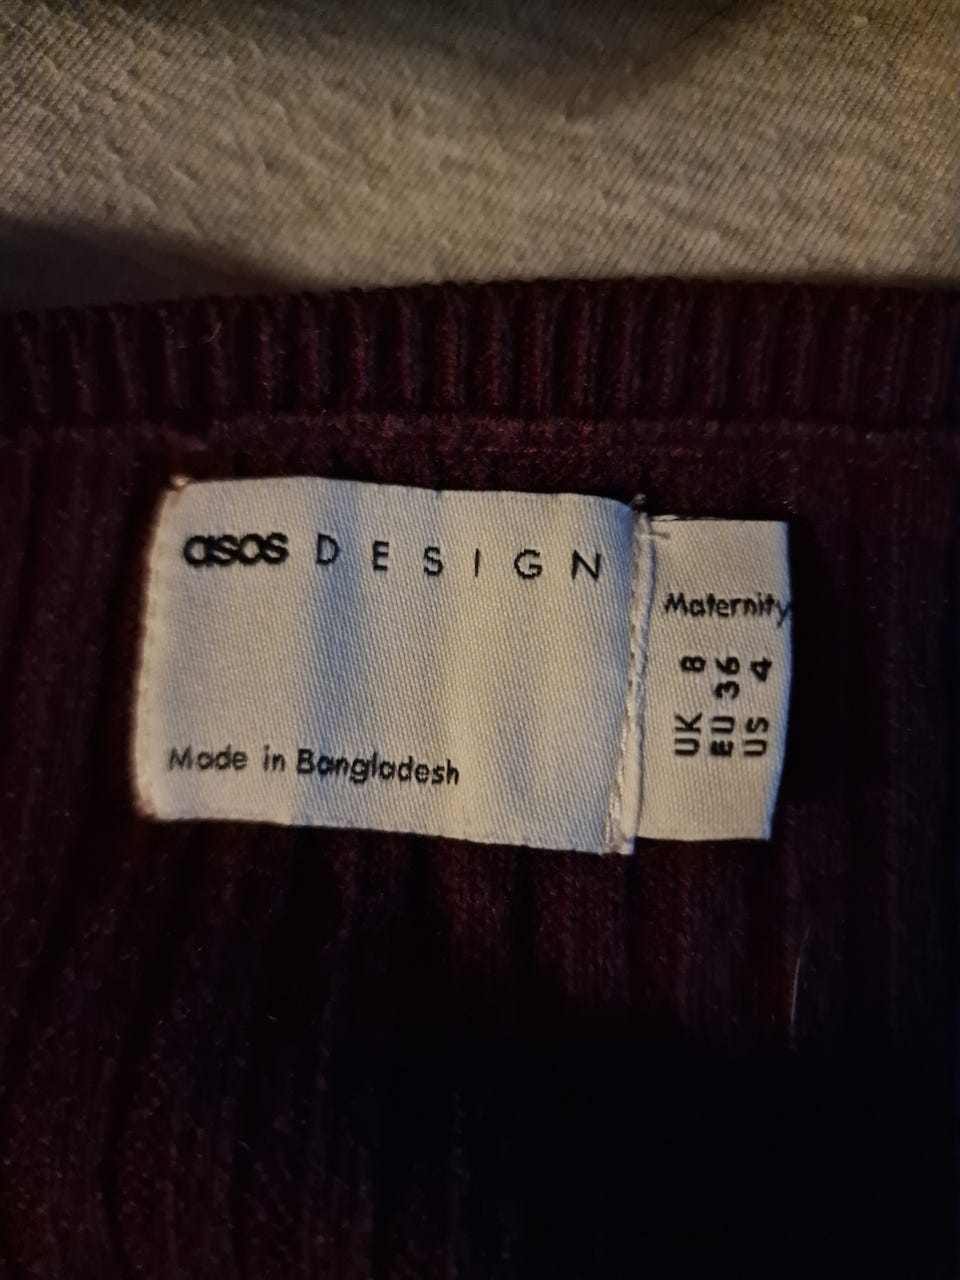 asos DESIGN
Made in Bangladesh
Maternity
UK 8
EU 36
US 4